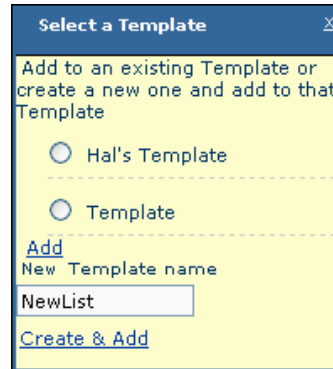 Select a Template X
Add to an existing Template or
create a new one and add to that
Template
Hal's Template
Template
Add
New Template name
NewList
Create & Add